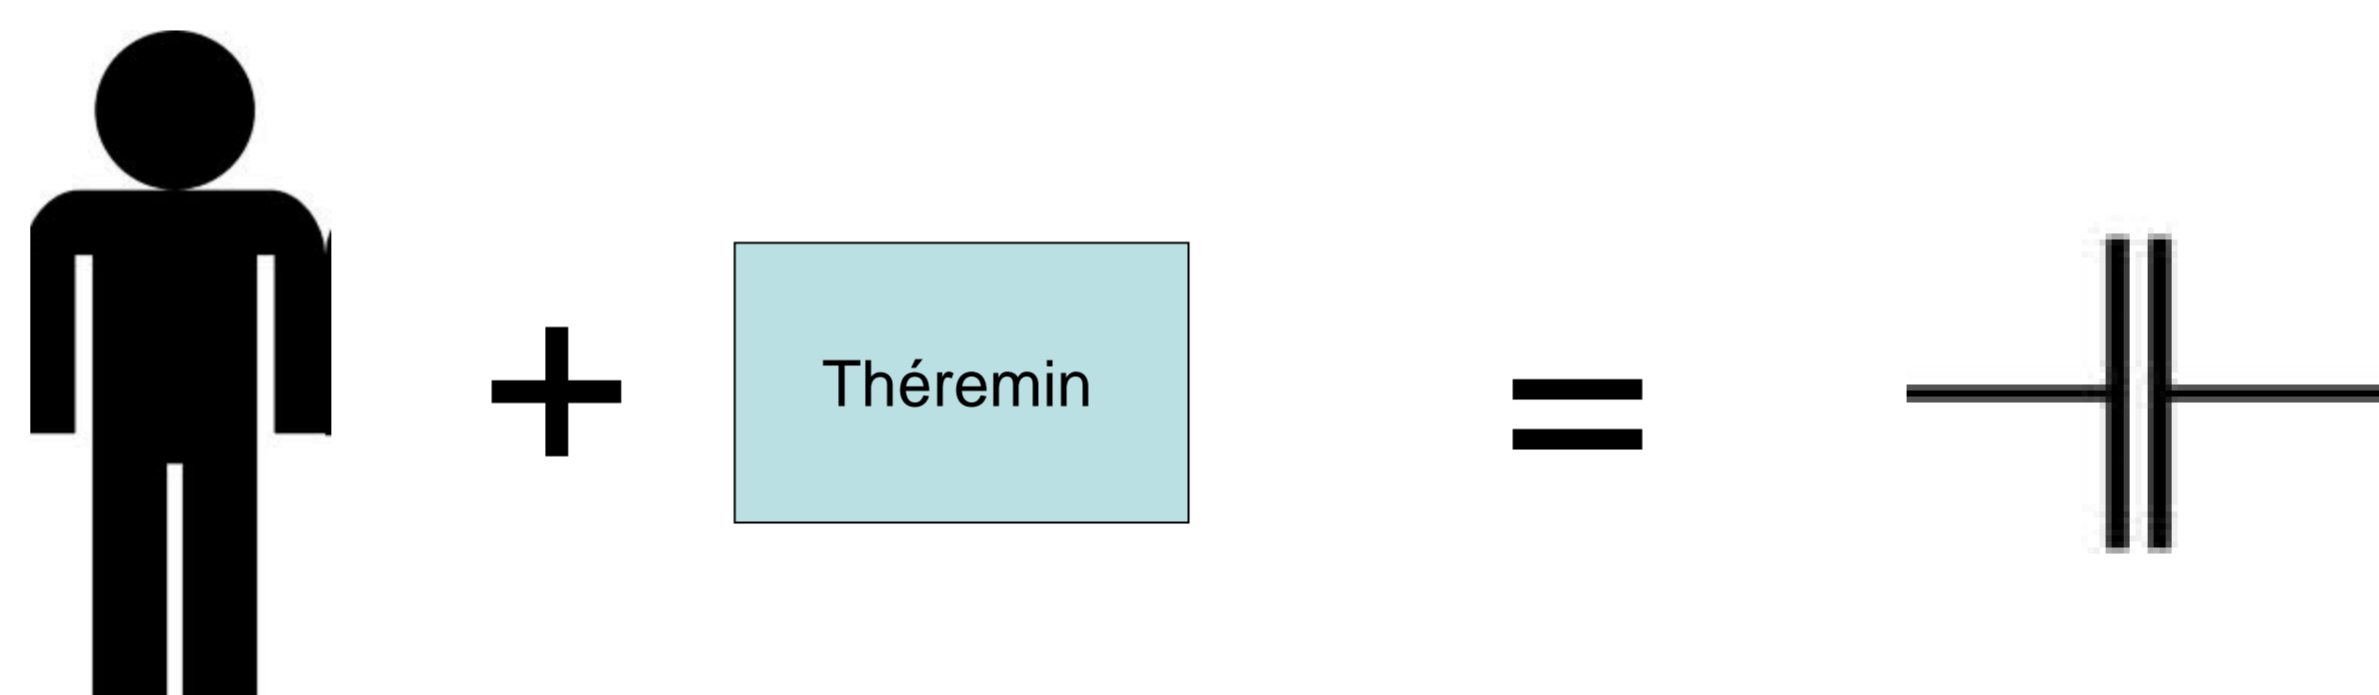 + Théremin =